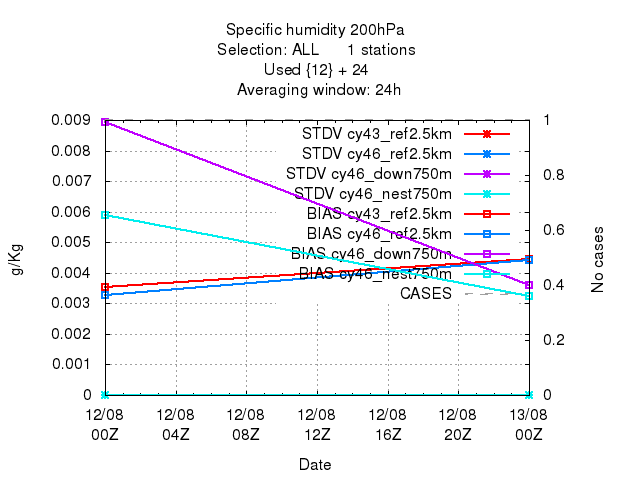 Specific humidity 200hPa
Selection: ALL 1 stations
Used {12} + 24
Averaging window: 24h
0.009
0.008
0.007
0.006
0.005
0.004
0.003
0.002
0.001
0
g/Kg
STDV cy43_ref2.5km
STDV cy46_ref2.5km
STDV cy46_down750m
STDV cy46_nest750m
BIAS cy43_ref2.5km
BIAS cy46_ref2.5km
BIAS cy46_down750m
BIAS cy46_nest750m
CASES
1
0.8
0.6
0.4
0.2
0
No cases
12/08 12/08 12/08 12/08 12/08 12/08 13/08
00Z 04Z 08Z 12Z 16Z 20Z 00Z
Date